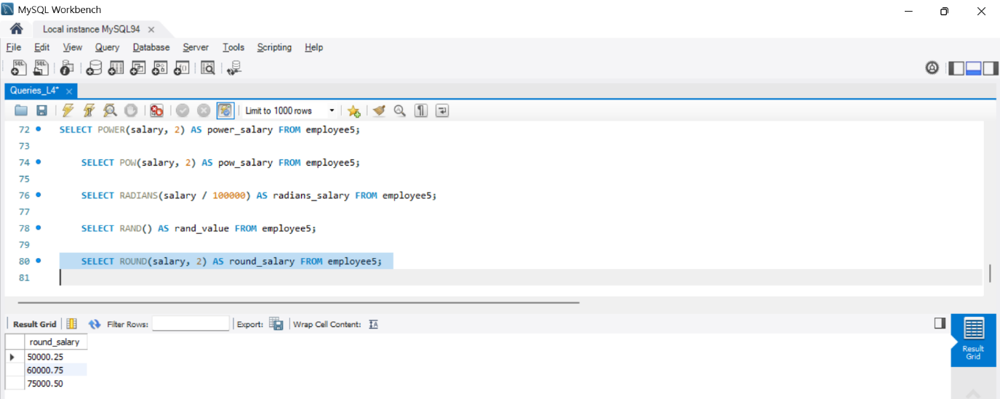 MySQL Workbench
Local instance MySQL94
File Edit View Query Database Server Tools Scripting Help
Queries_L4*
Limit to 1000 rows
72 SELECT POWER(salary, 2) AS power_salary FROM employee5;
73
74 SELECT POW(salary, 2) AS pow_salary FROM employee5;
75
76 SELECT RADIANS(salary / 100000) AS radians_salary FROM employee5;
77
78 SELECT RAND() AS rand_value FROM employee5;
79
80 SELECT ROUND(salary, 2) AS round_salary FROM employee5;
81
Result Grid Filter Rows: Export: Wrap Cell Content: IA
round_salary
50000.25
60000.75
75000.50
Result
Grid